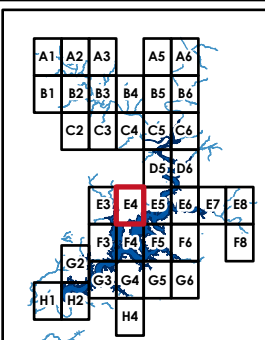 A1 A2 A3 A5 A6
B1 B2 B3 B4 B5 B6
C2 C3 C4 C5 C6
D5 D6
E3 E4 E5 E6 E7 E8
F3 F4 F5 F6 F8
G2
G3 G4 G5 G6
H1 H2
H4